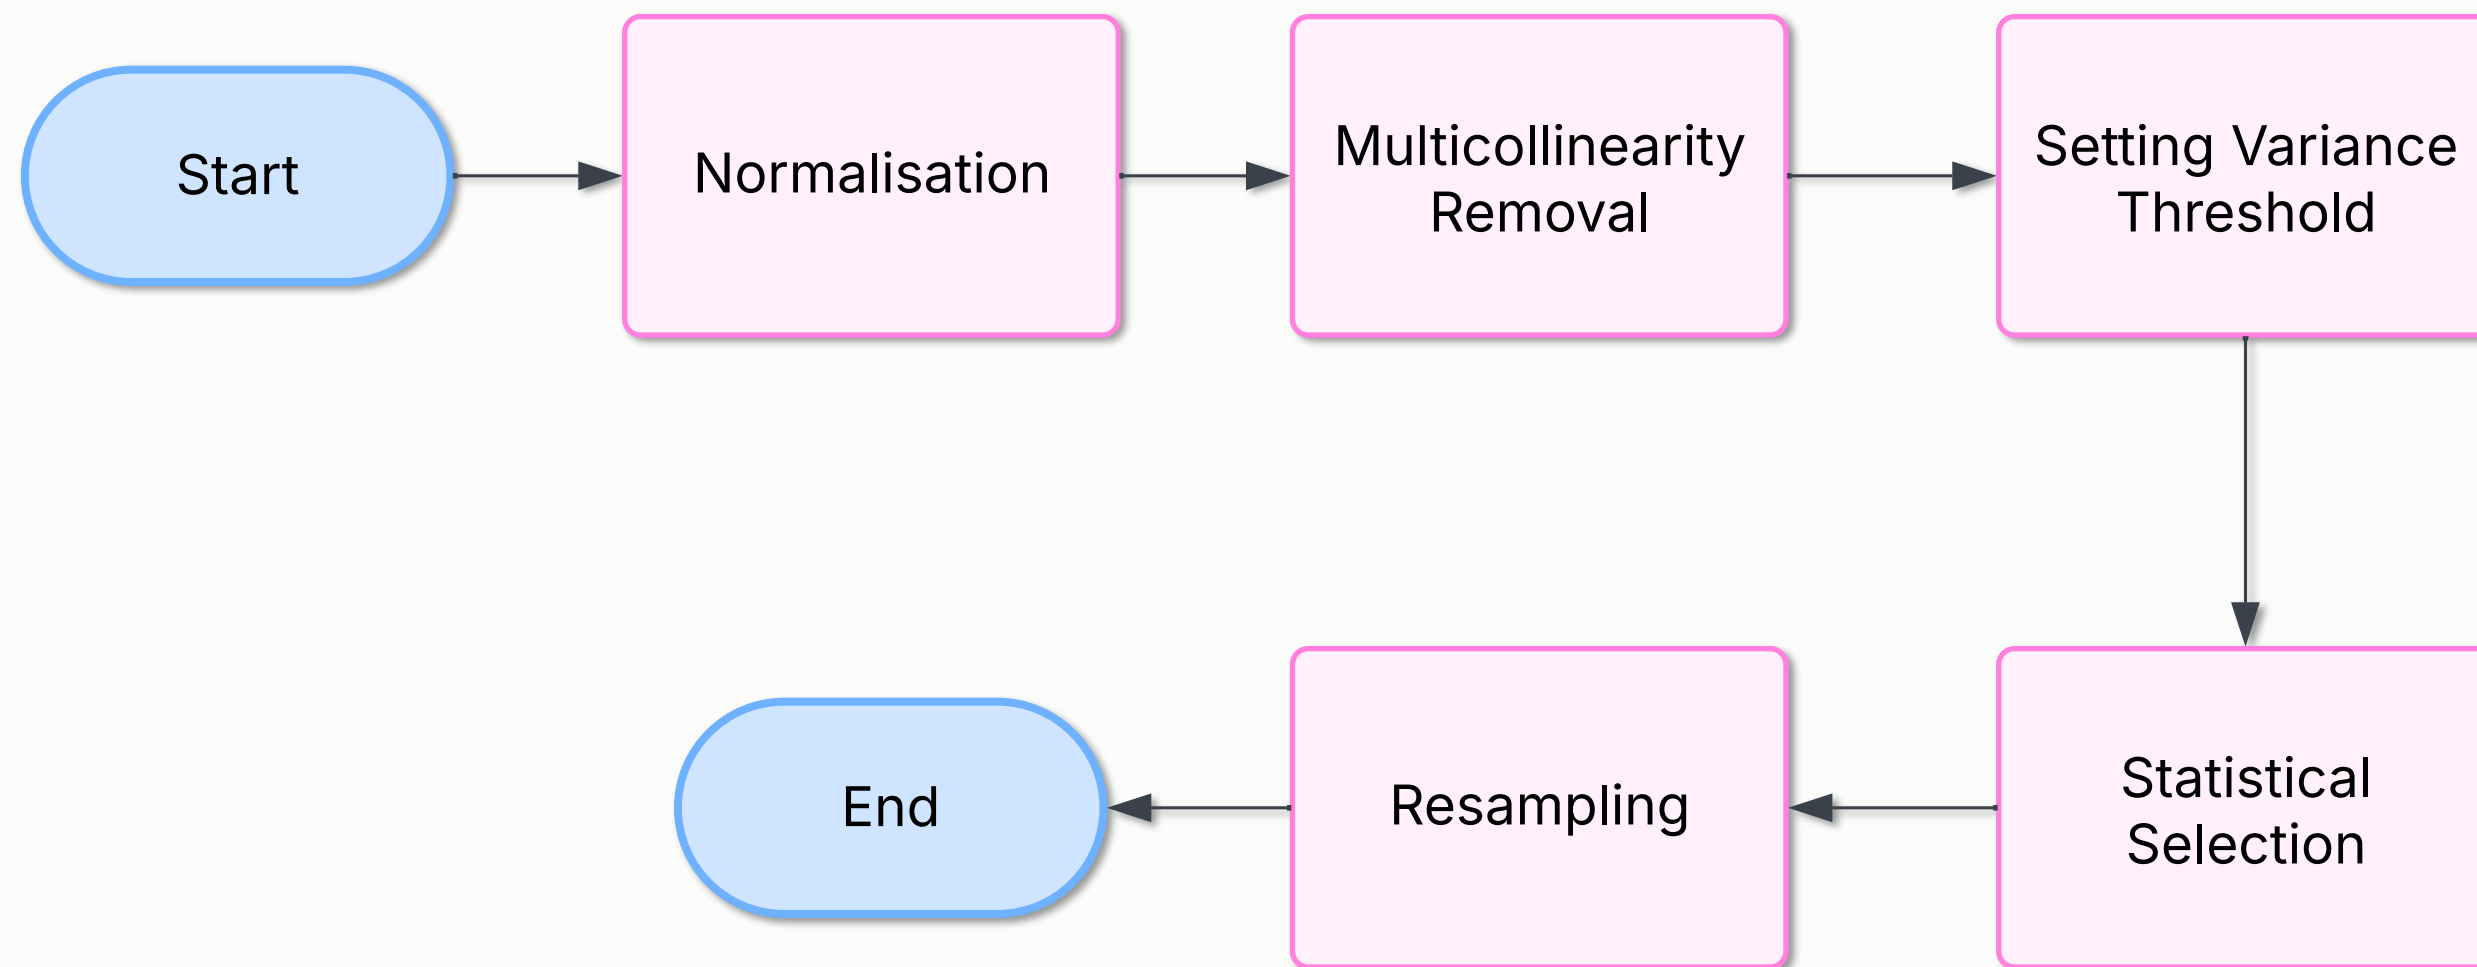 Start
Normalisation
Multicollinearity
Removal
Setting Variance
Threshold
Statistical
Selection
Resampling
End